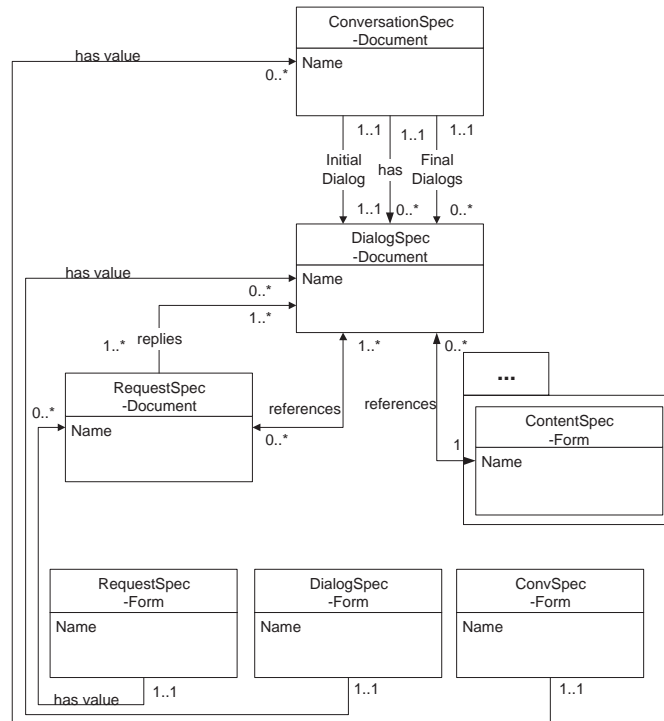 ConversationSpec
-Document
Name
has value
0..*
1..1
1..1
1..1
Initial
Dialog
has
Final
Dialogs
1..1
0..*
0..*
DialogSpec
-Document
Name
has value
0..*
1..*
1..*
replies
1..*
0..*
RequestSpec
-Document
Name
0..*
references
0..*
references
...
ContentSpec
-Form
Name
1
RequestSpec
-Form
Name
DialogSpec
-Form
Name
ConvSpec
-Form
Name
has value
1..1
1..1
1..1